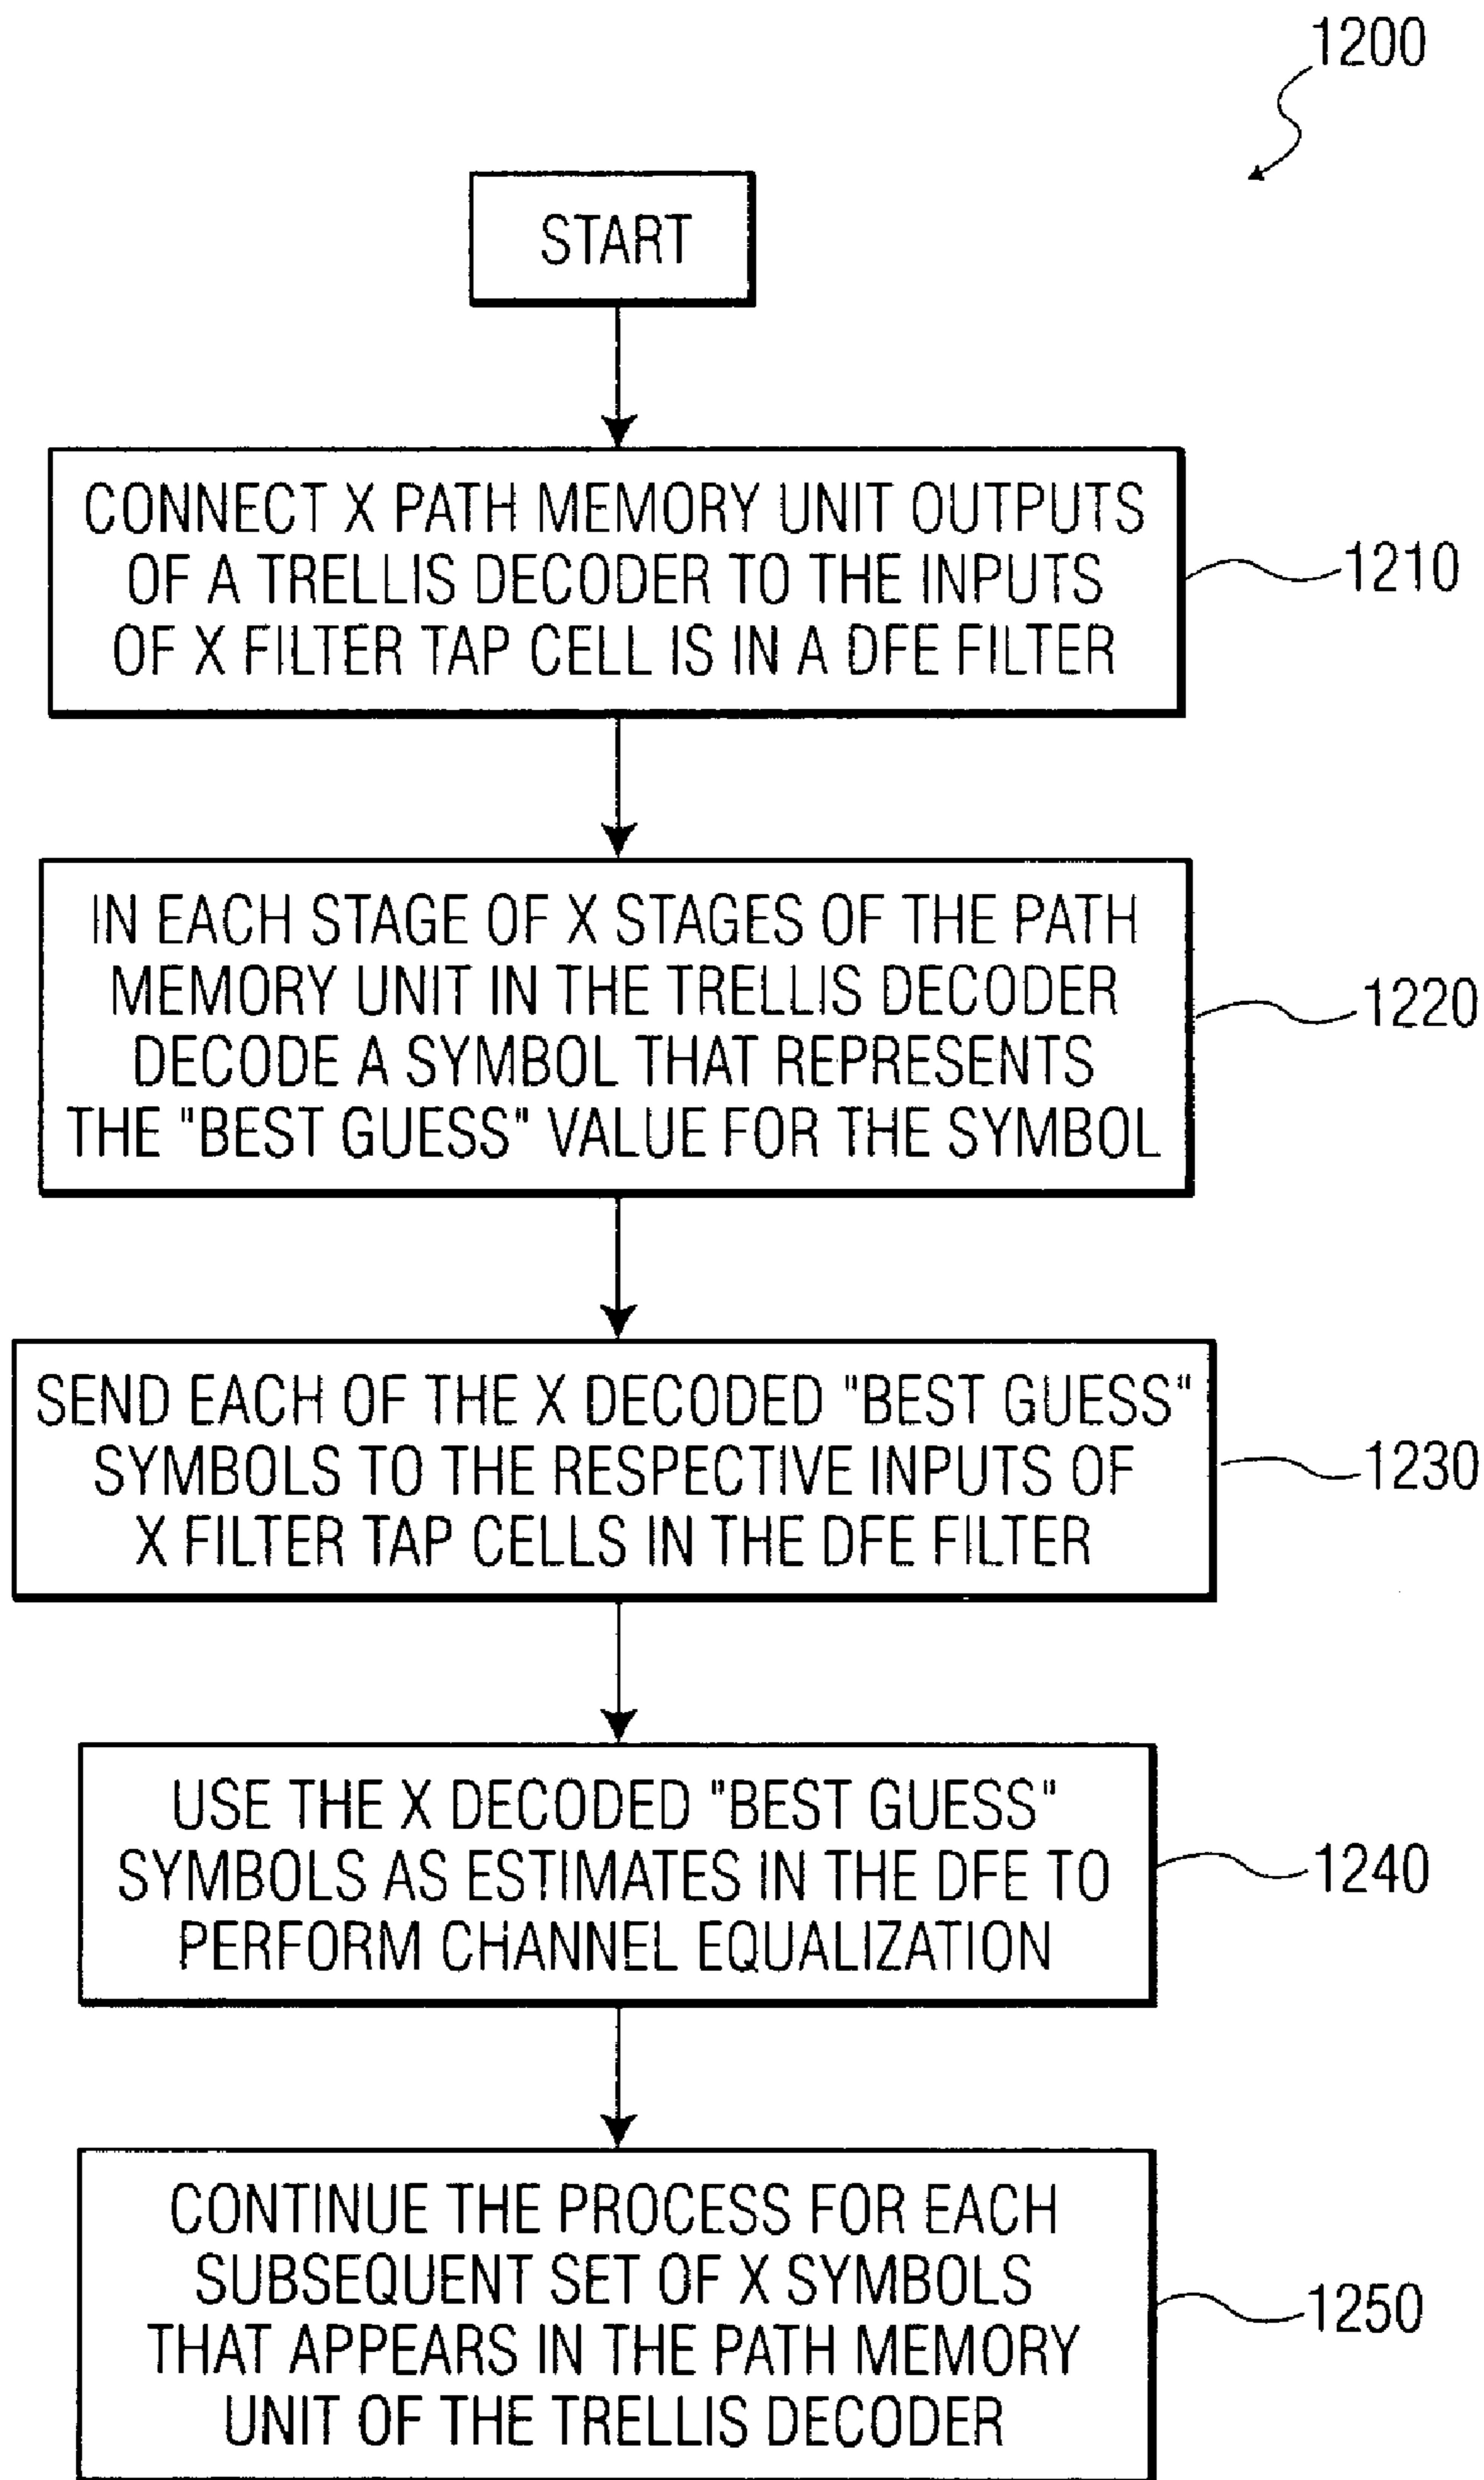 1200
START
CONNECT X PATH MEMORY UNIT OUTPUTS
OF A TRELLIS DECODER TO THE INPUTS
OF X FILTER TAP CELL IS IN A DFE FILTER
1210
IN EACH STAGE OF X STAGES OF THE PATH
MEMORY UNIT IN THE TRELLIS DECODER
DECODE A SYMBOL THAT REPRESENTS
THE "BEST GUESS" VALUE FOR THE SYMBOL
1220
SEND EACH OF THE X DECODED "BEST GUESS"
SYMBOLS TO THE RESPECTIVE INPUTS OF
X FILTER TAP CELLS IN THE DFE FILTER
1230
USE THE X DECODED "BEST GUESS"
SYMBOLS AS ESTIMATES IN THE DFE TO
PERFORM CHANNEL EQUALIZATION
1240
CONTINUE THE PROCESS FOR EACH
SUBSEQUENT SET OF X SYMBOLS
THAT APPEARS IN THE PATH MEMORY
UNIT OF THE TRELLIS DECODER
1250